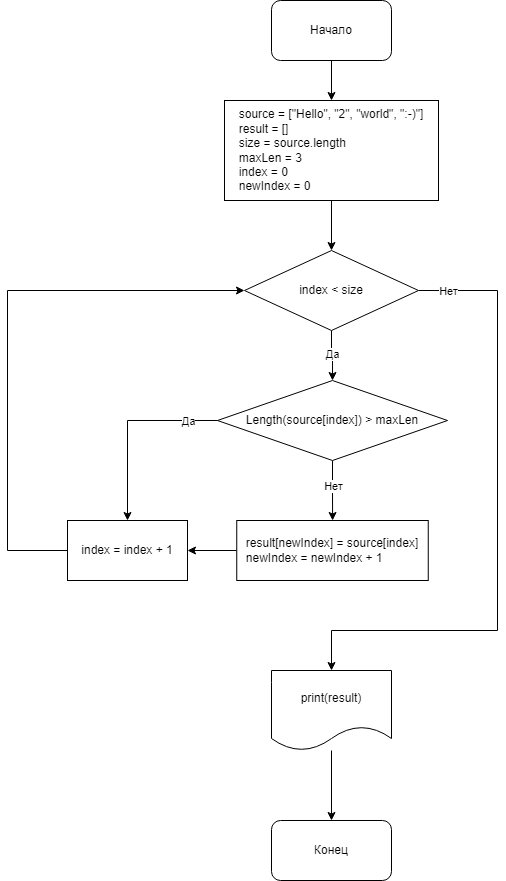 Начало
source = ["Hello", "2", "world", ":-)"]
result = []
size = source.length
maxLen = 3
index = 0
newIndex = 0
index < size
Нет
Да
Length(source[index]) > maxLen
Да
Нет
index = index + 1
result[newIndex] = source[index]
newIndex = newIndex + 1
print(result)
Конец